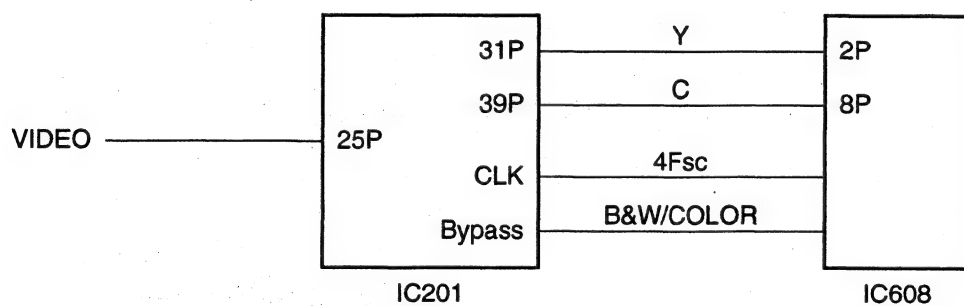 31P
Y
2P
39P
C
8P
VIDEO
25P
CLK
4Fsc
Bypass
B&W/COLOR
IC201
IC608